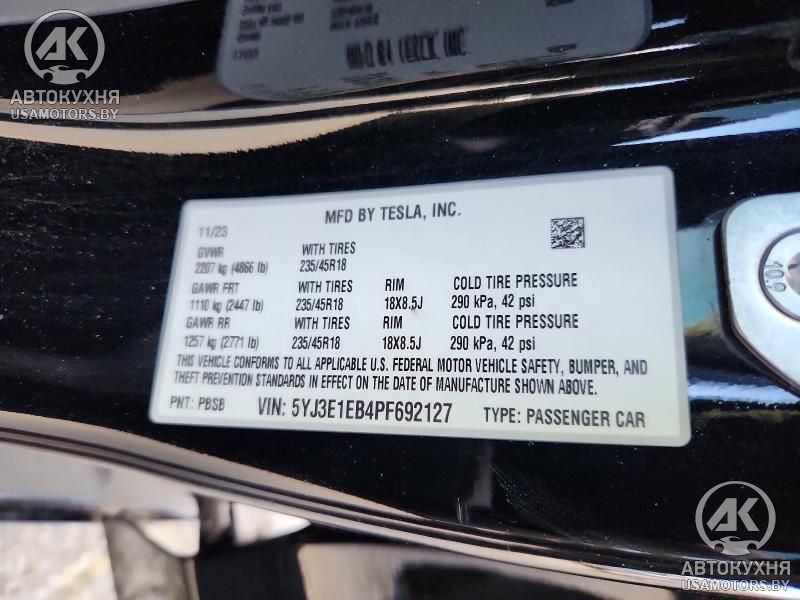 AK
АВТОКУХНЯ
USAMOTORS.BY
MFD BY TESLA, INC.
11/23
GVWR WITH TIRES
2207 kg (4866 lb) 235/45R18
GAWR FRT WITH TIRES RIM COLD TIRE PRESSURE
1110 kg (2447 lb) 235/45R18 18X8.5J 290 kPa, 42 psi
GAWR RR WITH TIRES RIM COLD TIRE PRESSURE
1257 kg (2771 lb) 235/45R18 18X8.5J 290 kPa, 42 psi
THIS VEHICLE CONFORMS TO ALL APPLICABLE U.S. FEDERAL MOTOR VEHICLE SAFETY, BUMPER, AND
THEFT PREVENTION STANDARDS IN EFFECT ON THE DATE OF MANUFACTURE SHOWN ABOVE.
PNT: PBSB VIN: 5YJ3E1EB4PF692127 TYPE: PASSENGER CAR
10.9
AK
АВТОКУХНЯ
USAMOTORS.BY